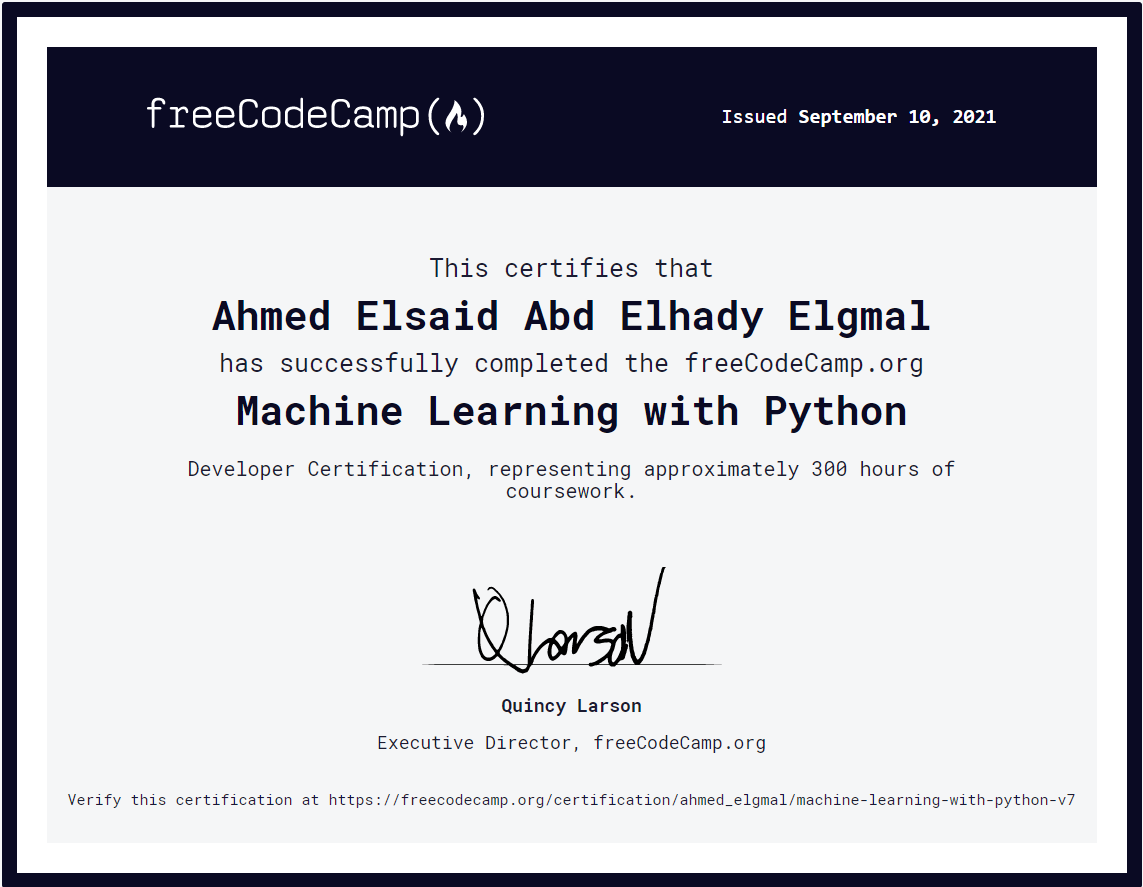 freeCodeCamp(🔥)
Issued September 10, 2021
This certifies that
Ahmed Elsaid Abd Elhady Elgmal
has successfully completed the freeCodeCamp.org
Machine Learning with Python
Developer Certification, representing approximately 300 hours of
coursework.
Q Larson
Quincy Larson
Executive Director, freeCodeCamp.org
Verify this certification at https://freecodecamp.org/certification/ahmed_elgmal/machine-learning-with-python-v7